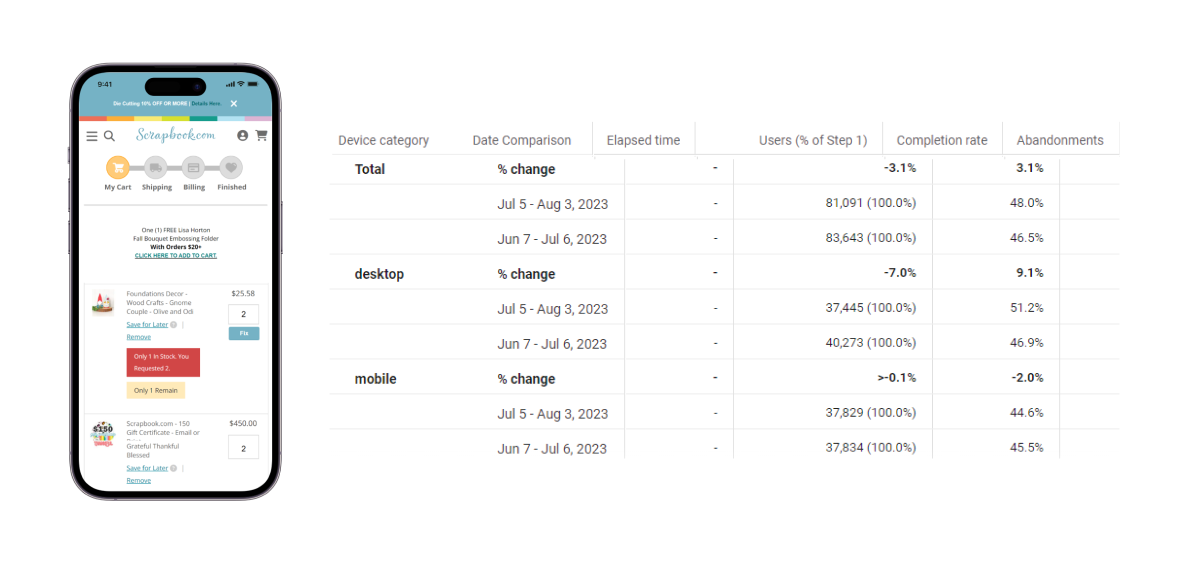 9:41
Die Cutting 10% OFF OR MORE | Details Here. ✕
Scrapbook.com
My Cart Shipping Billing Finished
One (1) FREE Lisa Horton
Fall Bouquet Embossing Folder
With Orders $20+
CLICK HERE TO ADD TO CART.
Foundations Decor - $25.58
Wood Crafts - Gnome
Couple - Olive and Odi 2
Save for Later ? |
Fix
Remove
Only 1 In Stock. You
Requested 2.
Only 1 Remain
Scrapbook.com - 150 $450.00
$150
Gift Certificate - Email or
Grateful Thankful 2
Blessed
Save for Later ? |
Remove
Device category Date Comparison Elapsed time Users (% of Step 1) Completion rate Abandonments
Total % change - -3.1% 3.1%
Jul 5 - Aug 3, 2023 - 81,091 (100.0%) 48.0%
Jun 7 - Jul 6, 2023 - 83,643 (100.0%) 46.5%
desktop % change - -7.0% 9.1%
Jul 5 - Aug 3, 2023 - 37,445 (100.0%) 51.2%
Jun 7 - Jul 6, 2023 - 40,273 (100.0%) 46.9%
mobile % change - >-0.1% -2.0%
Jul 5 - Aug 3, 2023 - 37,829 (100.0%) 44.6%
Jun 7 - Jul 6, 2023 - 37,834 (100.0%) 45.5%